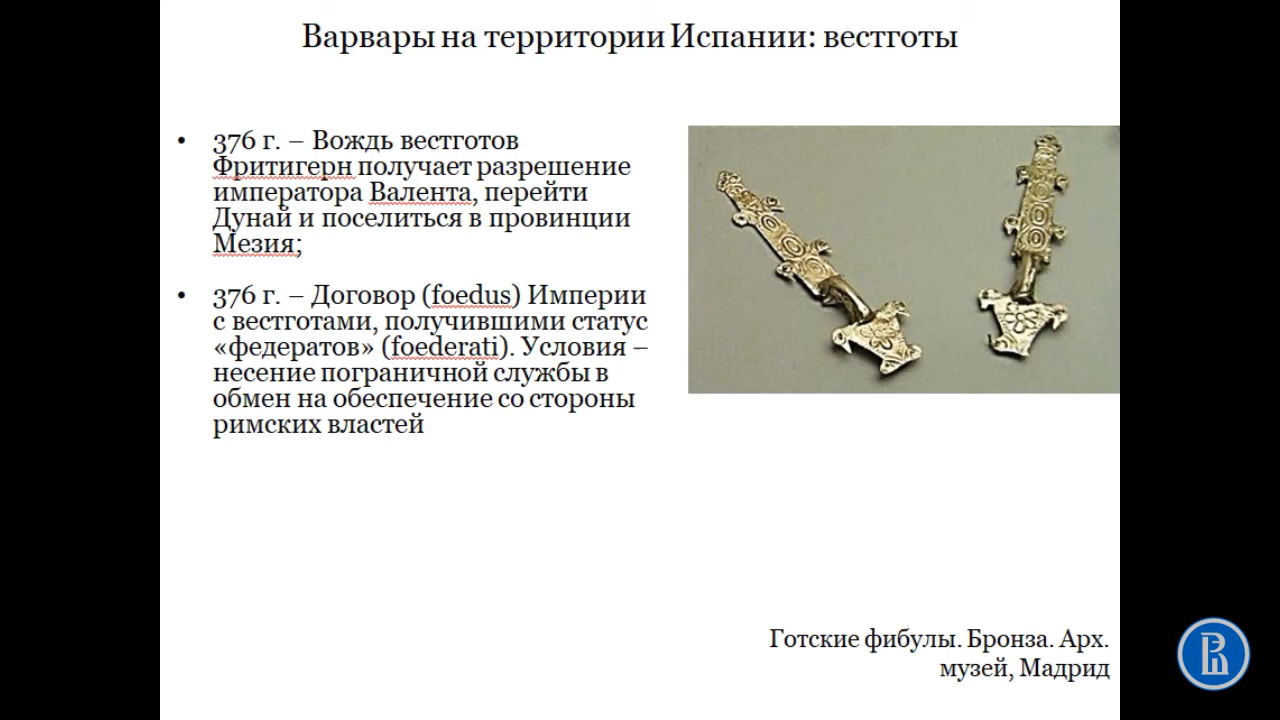 Варвары на территории Испании: вестготы
• 376 г. – Вождь вестготов
Фритигерн получает разрешение
императора Валента, перейти
Дунай и поселиться в провинции
Мезия;
• 376 г. – Договор (foedus) Империи
с вестготами, получившими статус
«федератов» (foederati). Условия –
несение пограничной службы в
обмен на обеспечение со стороны
римских властей
Готские фибулы. Бронза. Арх.
музей, Мадрид